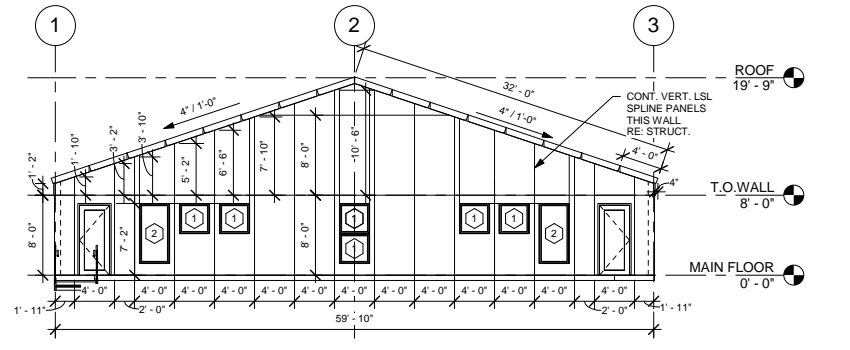 1
2
3
ROOF
19' - 9"
32' - 0"
4" / 1'-0"
4" / 1'-0"
CONT. VERT. LSL
SPLINE PANELS
THIS WALL
RE: STRUCT.
4' - 0"
4"
1' - 2"
1' - 10"
3' - 2"
3' - 10"
5' - 2"
6' - 6"
7' - 10"
8' - 0"
10' - 6"
T.O.WALL
8' - 0"
8' - 0"
7' - 2"
8' - 0"
2
1
1
1
1
1
1
2
MAIN FLOOR
0' - 0"
4' - 0" 4' - 0" 4' - 0" 4' - 0" 4' - 0" 4' - 0" 4' - 0" 4' - 0" 4' - 0" 4' - 0" 4' - 0" 4' - 0" 4' - 0" 4' - 0"
1' - 11" 2' - 0" 2' - 0" 1' - 11"
59' - 10"